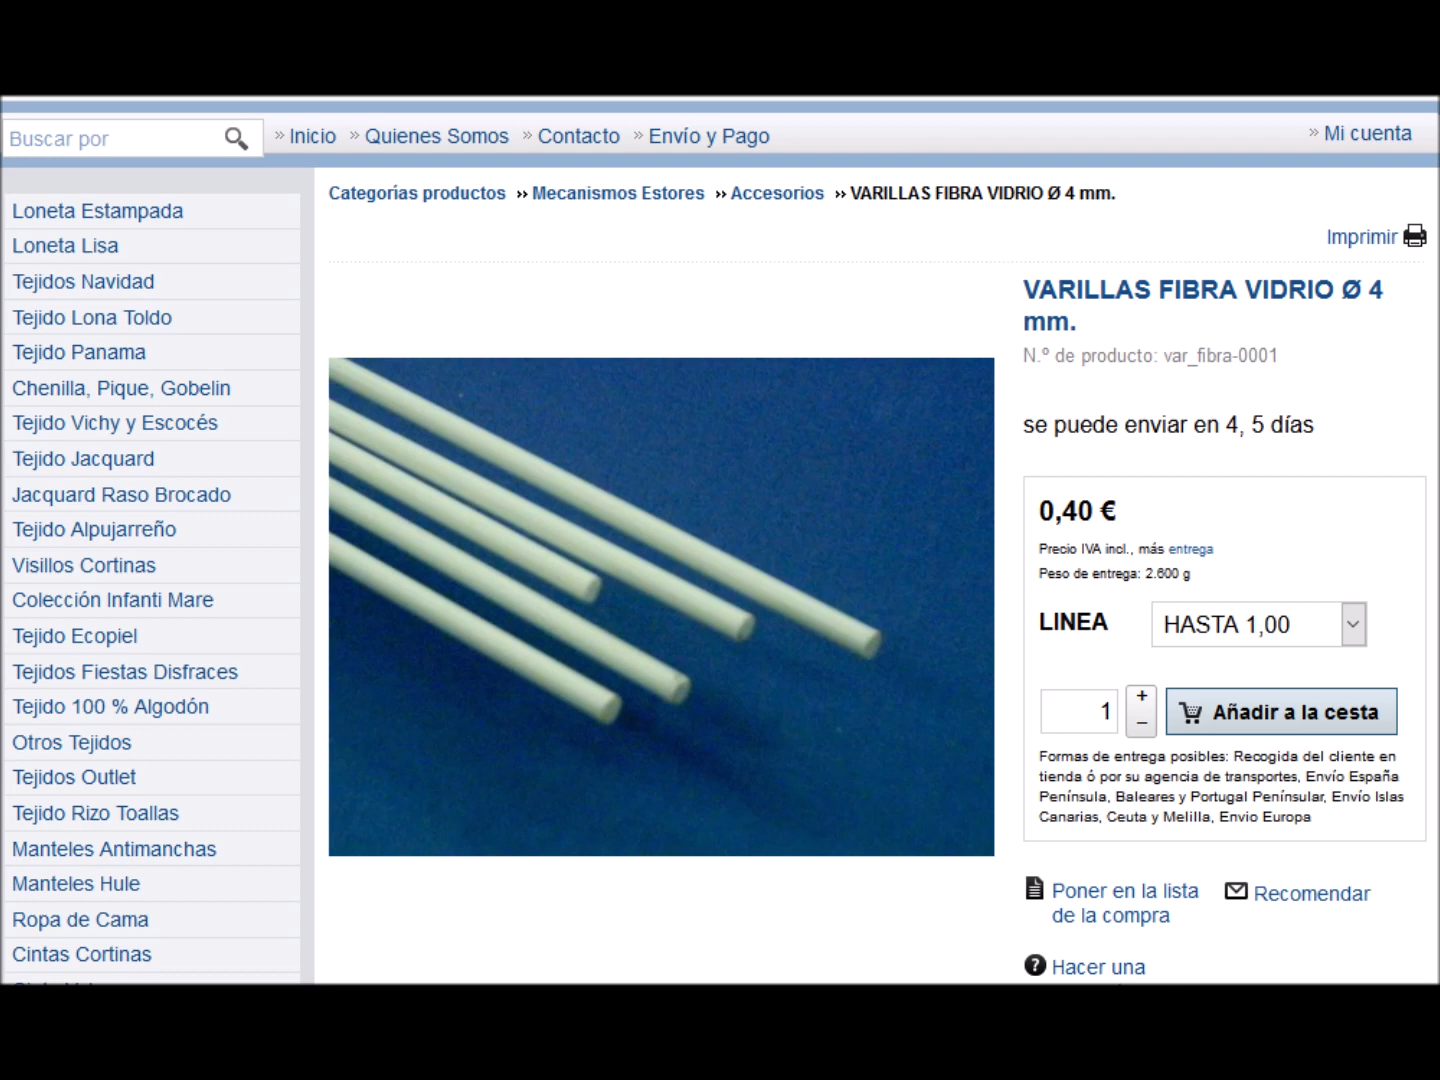 Buscar por
» Inicio » Quienes Somos » Contacto » Envío y Pago
» Mi cuenta
Loneta Estampada
Loneta Lisa
Tejidos Navidad
Tejido Lona Toldo
Tejido Panama
Chenilla, Pique, Gobelin
Tejido Vichy y Escocés
Tejido Jacquard
Jacquard Raso Brocado
Tejido Alpujarreño
Visillos Cortinas
Colección Infanti Mare
Tejido Ecopiel
Tejidos Fiestas Disfraces
Tejido 100 % Algodón
Otros Tejidos
Tejidos Outlet
Tejido Rizo Toallas
Manteles Antimanchas
Manteles Hule
Ropa de Cama
Cintas Cortinas
Categorías productos » Mecanismos Estores » Accesorios » VARILLAS FIBRA VIDRIO Ø 4 mm.
Imprimir
VARILLAS FIBRA VIDRIO Ø 4
mm.
N.º de producto: var_fibra-0001
se puede enviar en 4, 5 días
0,40 €
Precio IVA incl., más entrega
Peso de entrega: 2.600 g
LINEA HASTA 1,00
1 + − Añadir a la cesta
Formas de entrega posibles: Recogida del cliente en
tienda ó por su agencia de transportes, Envío España
Península, Baleares y Portugal Penínsular, Envío Islas
Canarias, Ceuta y Melilla, Envio Europa
Poner en la lista
de la compra
Recomendar
? Hacer una